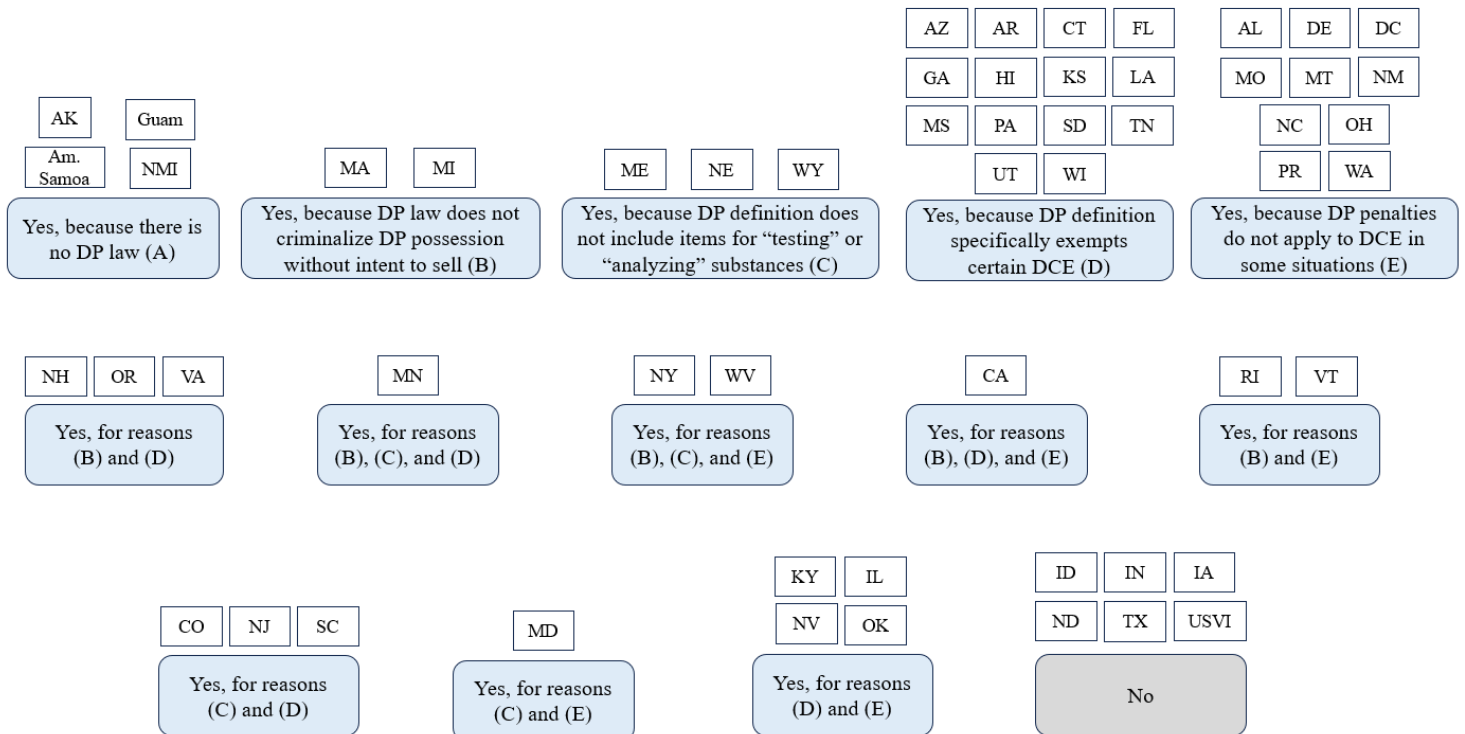 AZ AR CT FL
AL DE DC
GA HI KS LA
MO MT NM
AK Guam
MS PA SD TN
NC OH
Am.
Samoa
NMI
MA MI
ME NE WY
UT WI
PR WA
Yes, because there is
no DP law (A)
Yes, because DP law does not
criminalize DP possession
without intent to sell (B)
Yes, because DP definition does
not include items for “testing” or
“analyzing” substances (C)
Yes, because DP definition
specifically exempts
certain DCE (D)
Yes, because DP penalties
do not apply to DCE in
some situations (E)
NH OR VA
MN
NY WV
CA
RI VT
Yes, for reasons
(B) and (D)
Yes, for reasons
(B), (C), and (D)
Yes, for reasons
(B), (C), and (E)
Yes, for reasons
(B), (D), and (E)
Yes, for reasons
(B) and (E)
CO NJ SC
MD
KY IL
NV OK
ID IN IA
ND TX USVI
Yes, for reasons
(C) and (D)
Yes, for reasons
(C) and (E)
Yes, for reasons
(D) and (E)
No